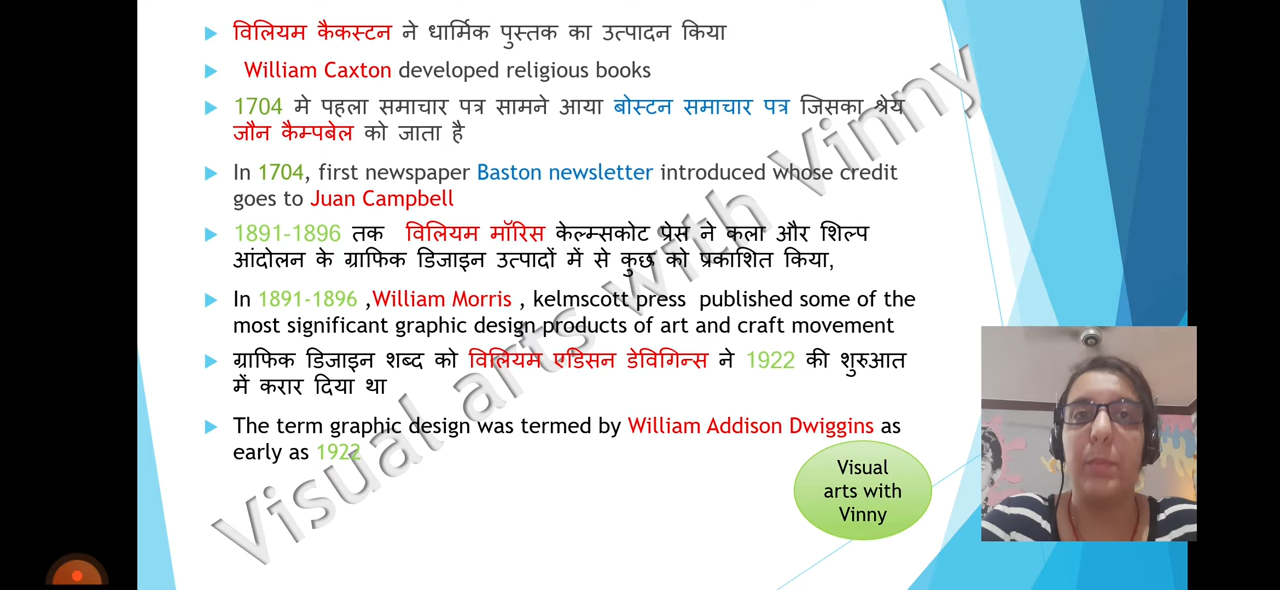 विलियम कैकस्टन ने धार्मिक पुस्तक का उत्पादन किया
William Caxton developed religious books
1704 मे पहला समाचार पत्र सामने आया बोस्टन समाचार पत्र जिसका श्रेय
जौन कैम्पबेल को जाता है
In 1704, first newspaper Baston newsletter introduced whose credit
goes to Juan Campbell
1891-1896 तक विलियम मॉरिस केल्म्सकोट प्रेस ने कला और शिल्प
आंदोलन के ग्राफिक डिजाइन उत्पादों में से कुछ को प्रकाशित किया,
In 1891-1896 ,William Morris , kelmscott press published some of the
most significant graphic design products of art and craft movement
ग्राफिक डिजाइन शब्द को विलियम एडिसन डेविगिन्स ने 1922 की शुरुआत
में करार दिया था
The term graphic design was termed by William Addison Dwiggins as
early as 1922
Visual arts with Vinny
Visual
arts with
Vinny